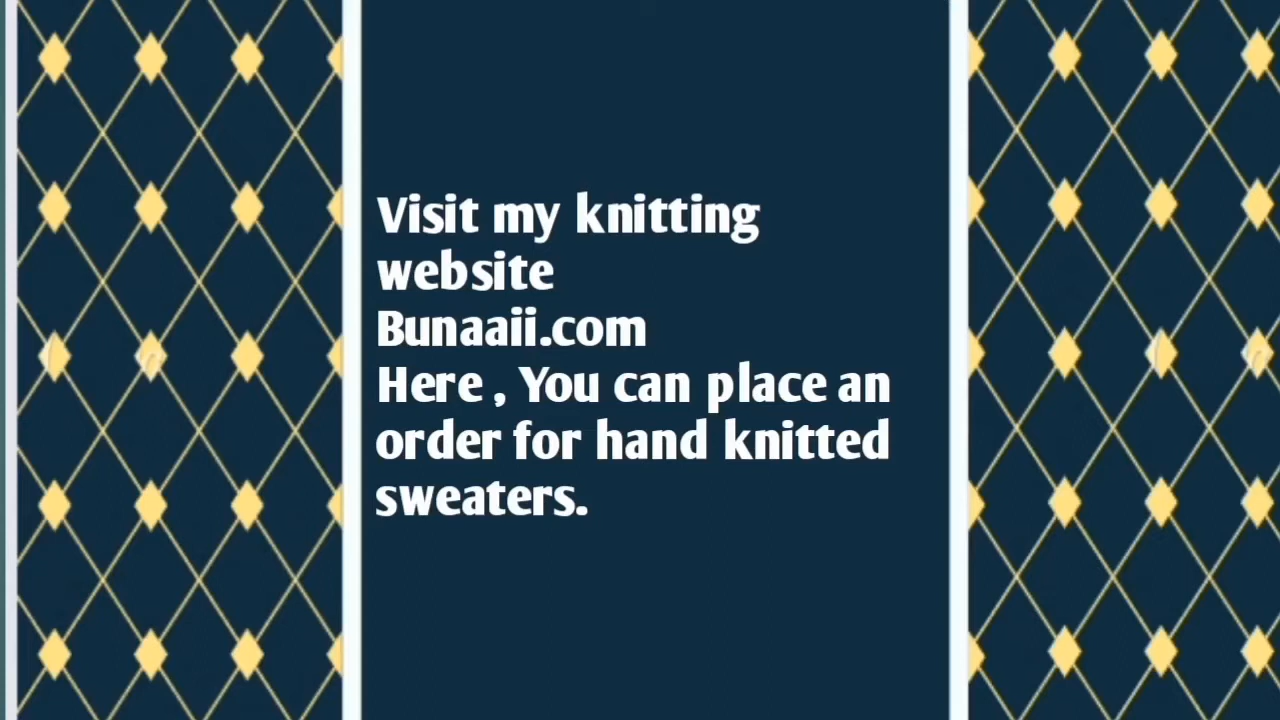 Visit my knitting
website
Bunaaii.com
Here , You can place an
order for hand knitted
sweaters.